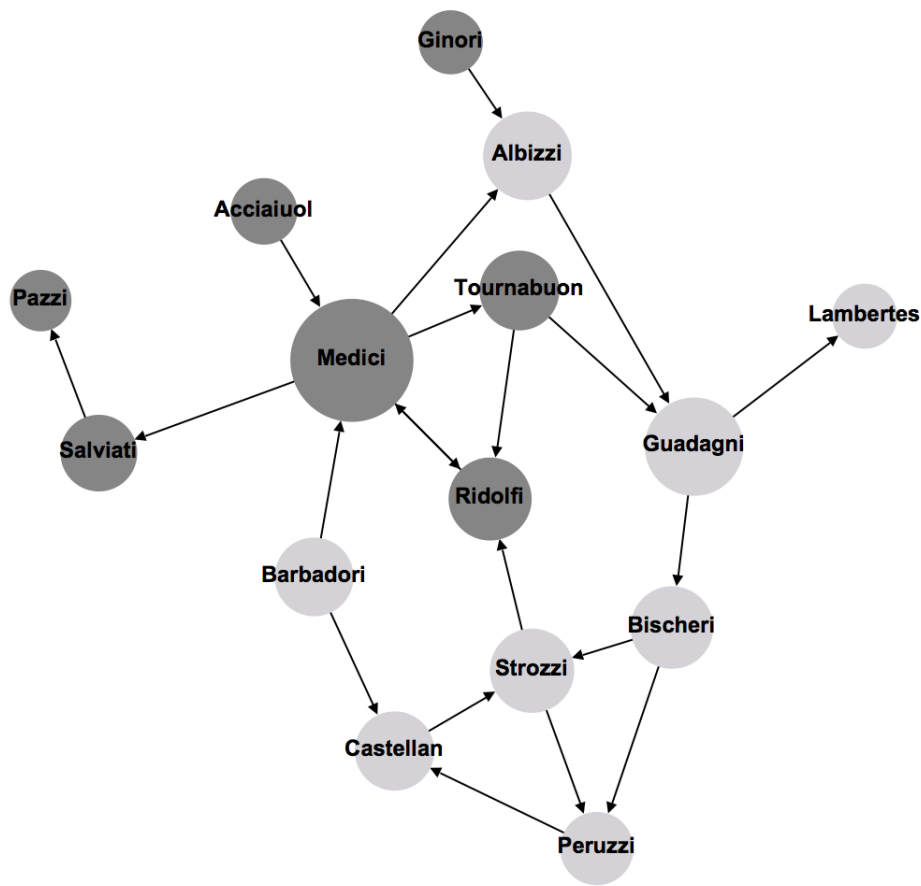 Ginori
Albizzi
Acciaiuol
Tournabuon
Pazzi
Lambertes
Medici
Guadagni
Salviati
Ridolfi
Barbadori
Bischeri
Strozzi
Castellan
Peruzzi